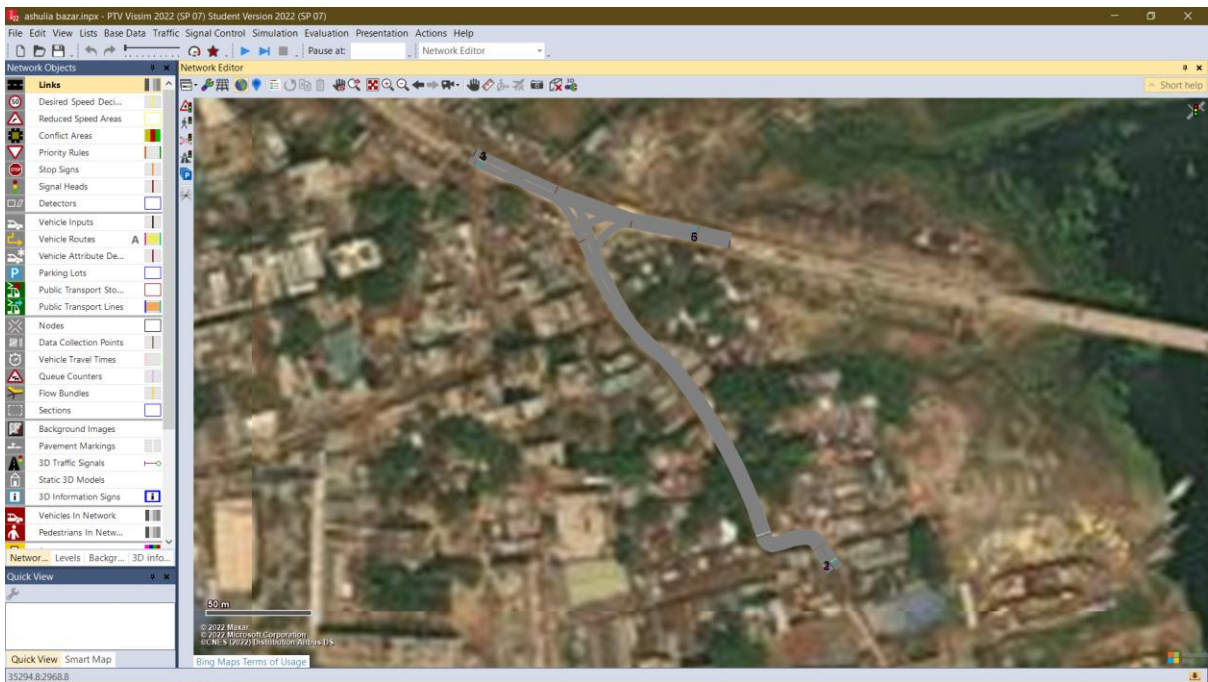 ashulia bazar.inpx - PTV Vissim 2022 (SP 07) Student Version 2022 (SP 07)
File Edit View Lists Base Data Traffic Signal Control Simulation Evaluation Presentation Actions Help
Pause at: Network Editor
Network Objects
Network Editor
Links
Short help
Desired Speed Deci...
Reduced Speed Areas
Conflict Areas
Priority Rules
Stop Signs
Signal Heads
Detectors
Vehicle Inputs
Vehicle Routes A
Vehicle Attribute De...
Parking Lots
Public Transport Sto...
Public Transport Lines
Nodes
Data Collection Points
Vehicle Travel Times
Queue Counters
Flow Bundles
Sections
Background Images
Pavement Markings
3D Traffic Signals
Static 3D Models
3D Information Signs
Vehicles In Network
Pedestrians In Netw...
Networ... Levels Backgr... 3D info...
Quick View
Quick View Smart Map
35294.8:2968.8
4
6
2
50 m
© 2022 Maxar
© 2022 Microsoft Corporation
©CNES (2022) Distribution Airbus DS
Bing Maps Terms of Usage